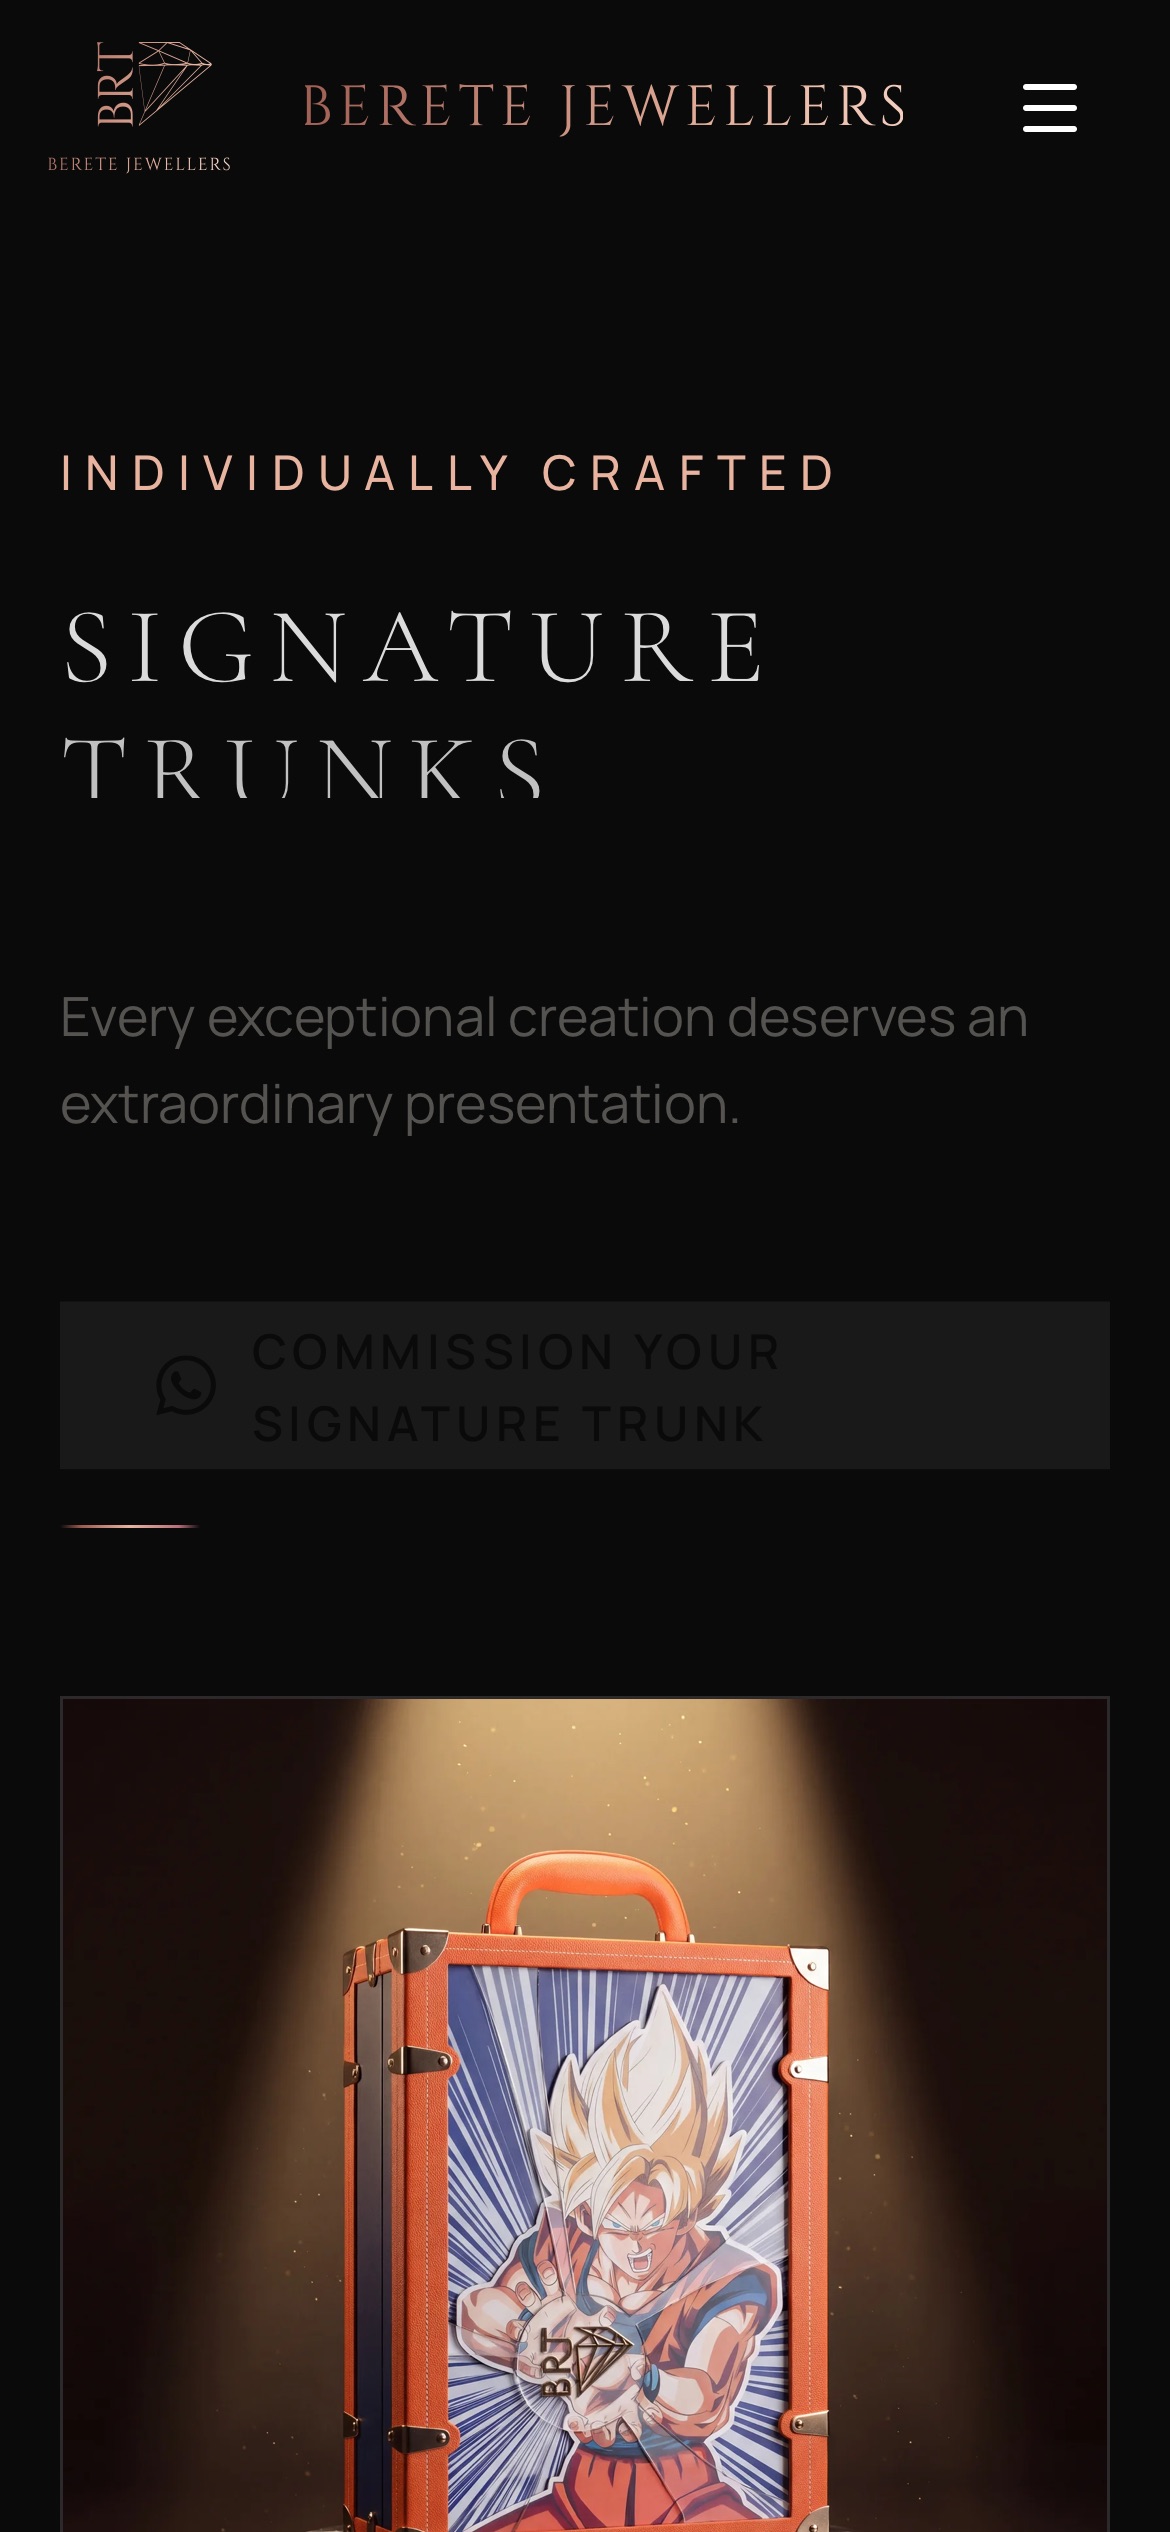 BRT
BERETE JEWELLERS
BERETE JEWELLERS
INDIVIDUALLY CRAFTED
SIGNATURE
TRUNKS
Every exceptional creation deserves an
extraordinary presentation.
COMMISSION YOUR
SIGNATURE TRUNK
BRT